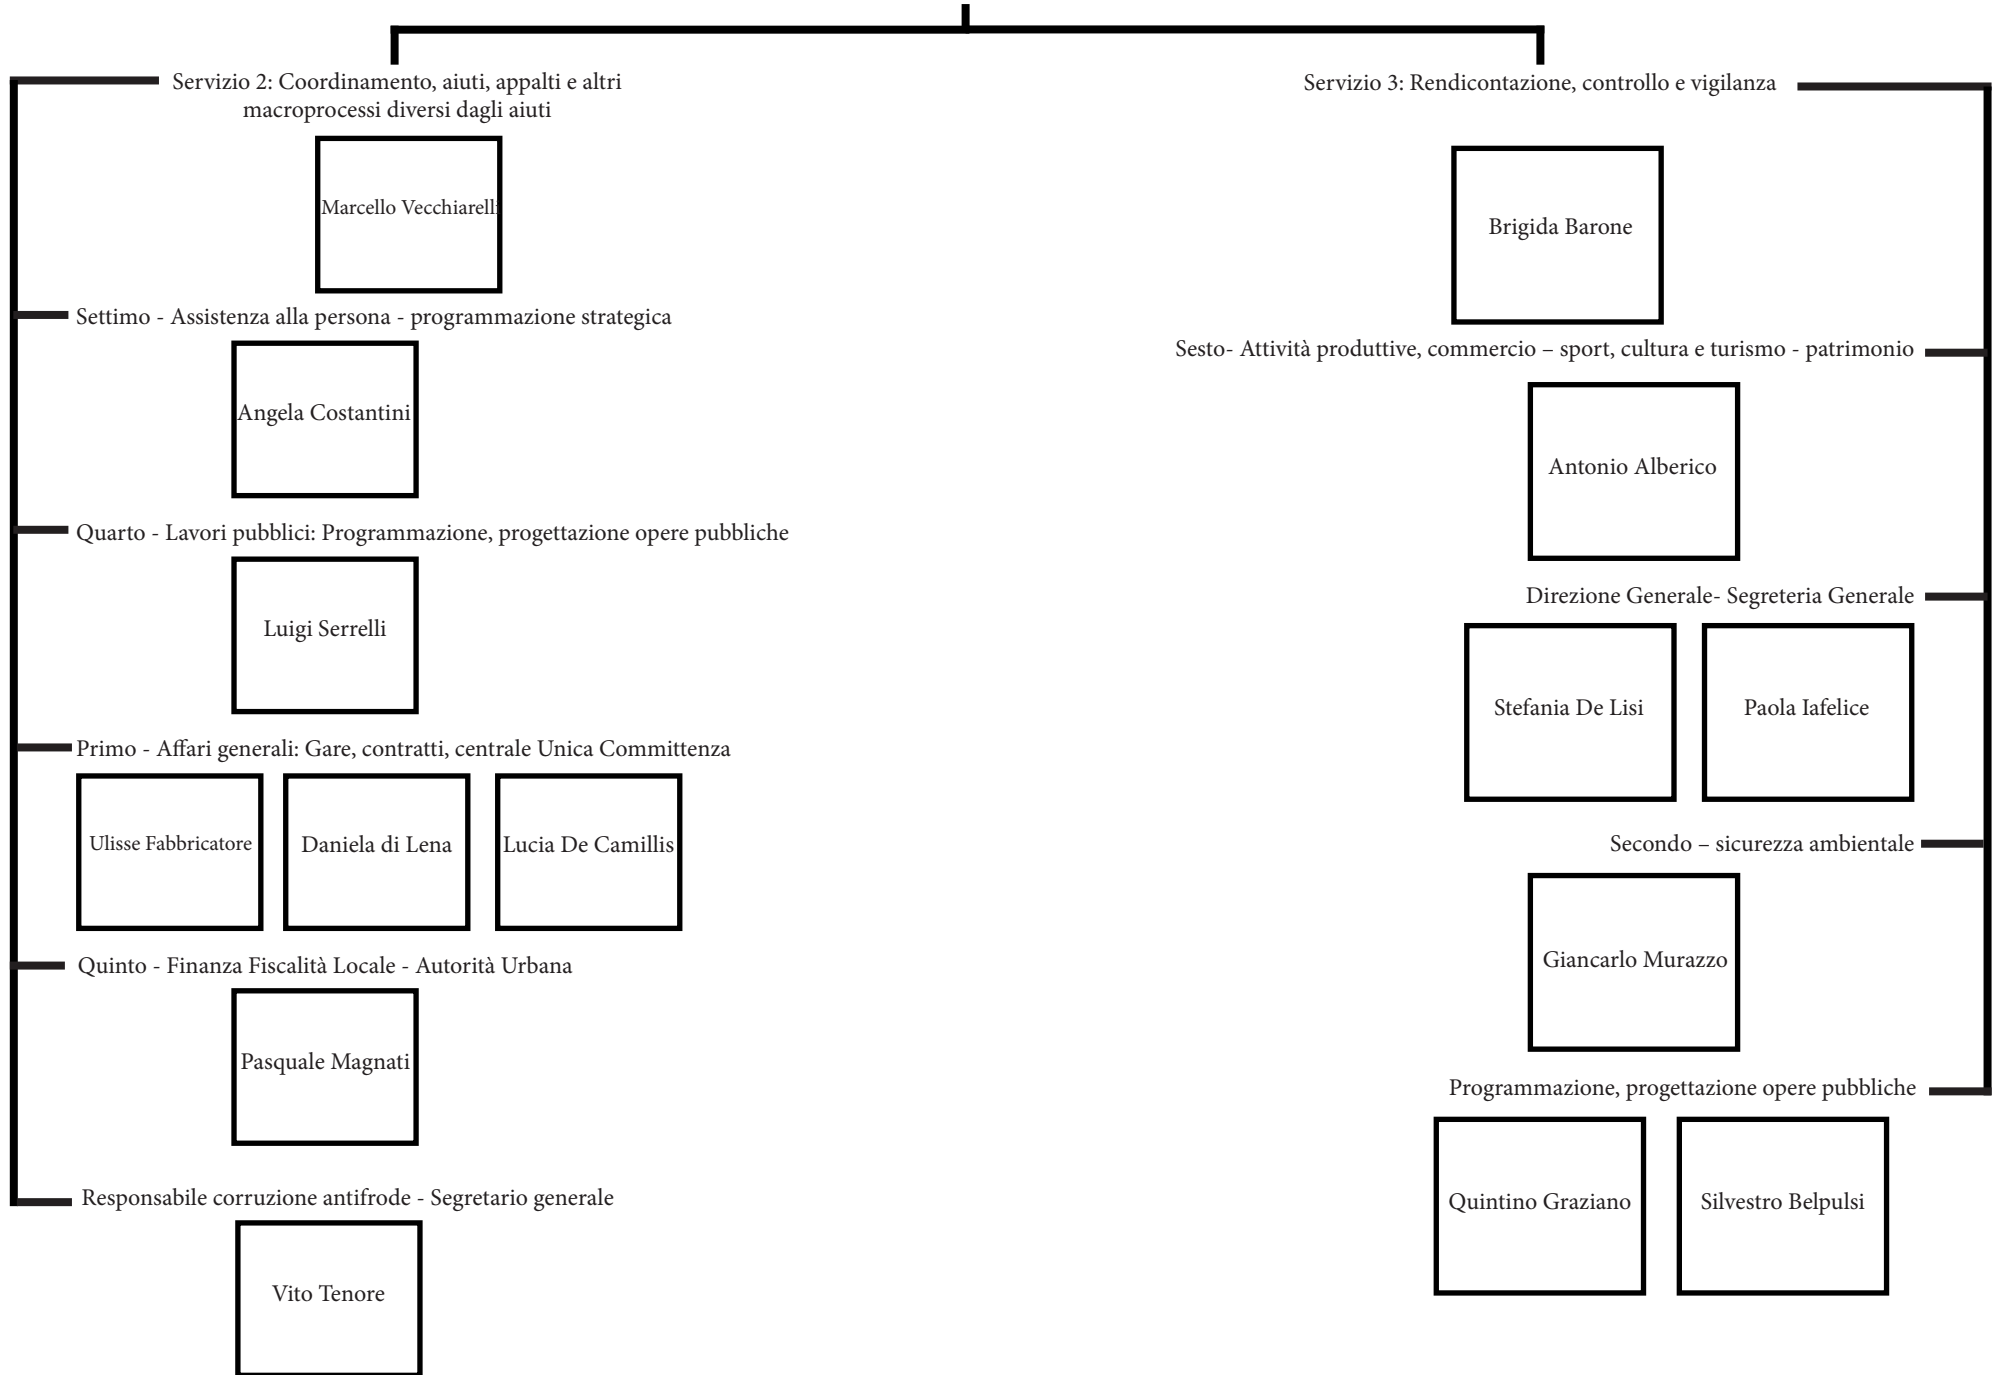 Servizio 2: Coordinamento, aiuti, appalti e altri
macroprocessi diversi dagli aiuti
Marcello Vecchiarelli
Settimo - Assistenza alla persona - programmazione strategica
Angela Costantini
Quarto - Lavori pubblici: Programmazione, progettazione opere pubbliche
Luigi Serrelli
Primo - Affari generali: Gare, contratti, centrale Unica Committenza
Ulisse Fabbricatore
Daniela di Lena
Lucia De Camillis
Quinto - Finanza Fiscalità Locale - Autorità Urbana
Pasquale Magnati
Responsabile corruzione antifrode - Segretario generale
Vito Tenore
Servizio 3: Rendicontazione, controllo e vigilanza
Brigida Barone
Sesto- Attività produttive, commercio – sport, cultura e turismo - patrimonio
Antonio Alberico
Direzione Generale- Segreteria Generale
Stefania De Lisi
Paola Iafelice
Secondo – sicurezza ambientale
Giancarlo Murazzo
Programmazione, progettazione opere pubbliche
Quintino Graziano
Silvestro Belpulsi